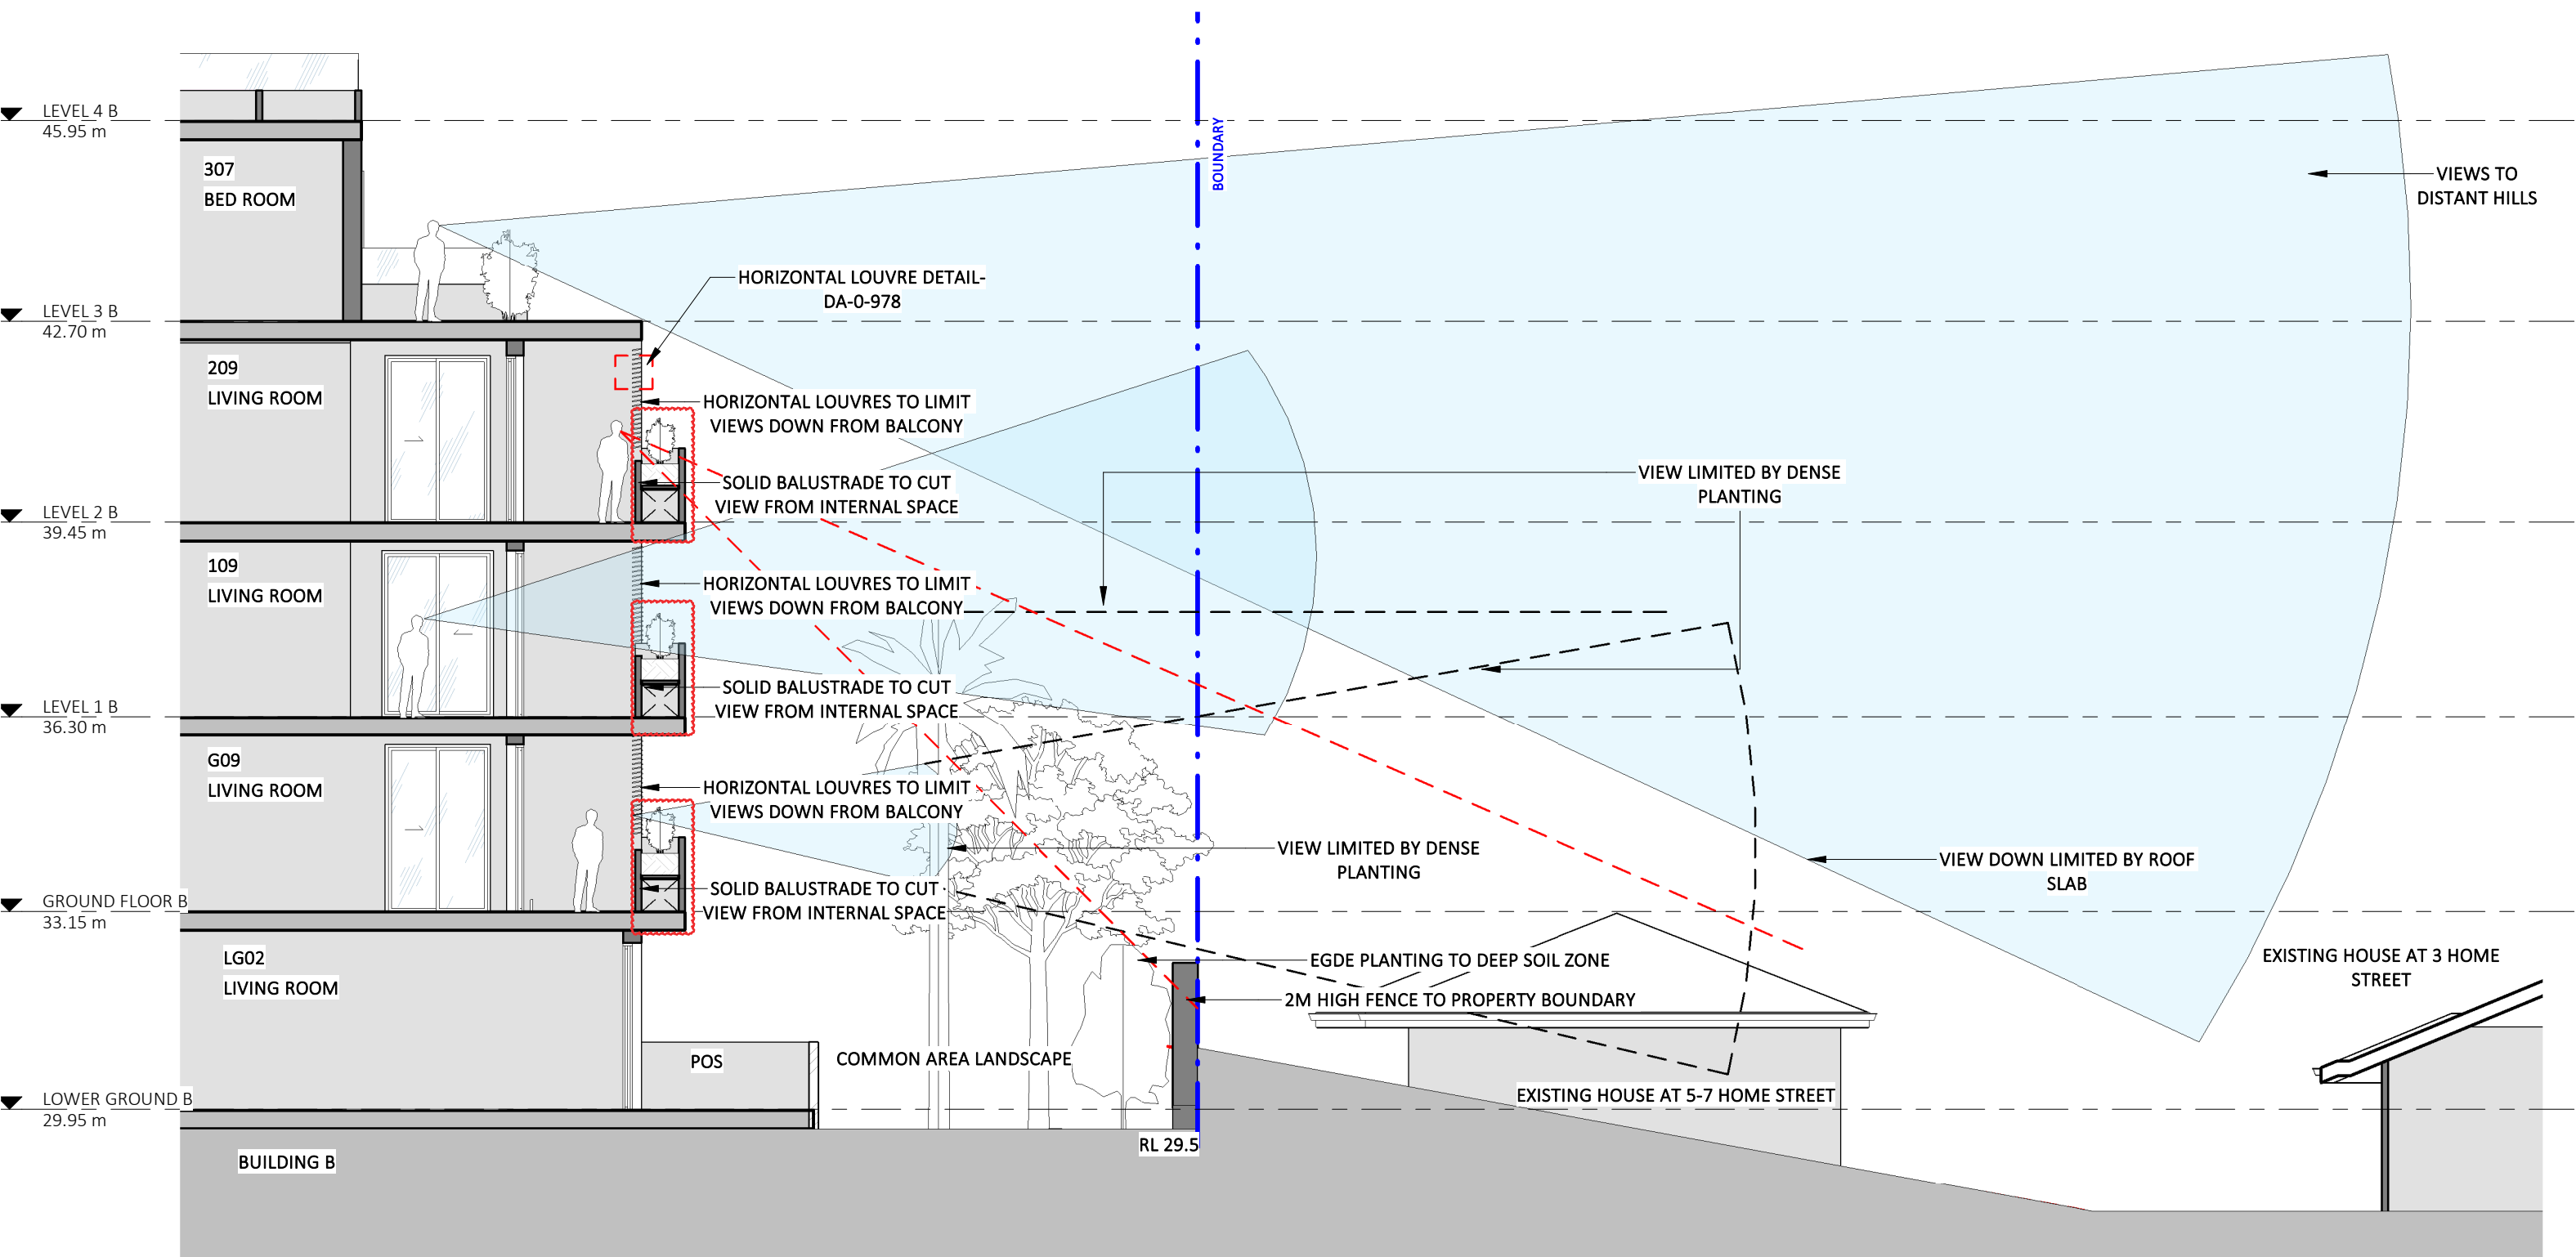 LEVEL 4 B
45.95 m
307
BED ROOM
BOUNDARY
VIEWS TO
DISTANT HILLS
HORIZONTAL LOUVRE DETAIL-
DA-0-978
LEVEL 3 B
42.70 m
209
LIVING ROOM
HORIZONTAL LOUVRES TO LIMIT
VIEWS DOWN FROM BALCONY
SOLID BALUSTRADE TO CUT
VIEW FROM INTERNAL SPACE
VIEW LIMITED BY DENSE
PLANTING
LEVEL 2 B
39.45 m
109
LIVING ROOM
HORIZONTAL LOUVRES TO LIMIT
VIEWS DOWN FROM BALCONY
SOLID BALUSTRADE TO CUT
VIEW FROM INTERNAL SPACE
LEVEL 1 B
36.30 m
G09
LIVING ROOM
HORIZONTAL LOUVRES TO LIMIT
VIEWS DOWN FROM BALCONY
VIEW LIMITED BY DENSE
PLANTING
VIEW DOWN LIMITED BY ROOF
SLAB
SOLID BALUSTRADE TO CUT
VIEW FROM INTERNAL SPACE
GROUND FLOOR B
33.15 m
LG02
LIVING ROOM
EGDE PLANTING TO DEEP SOIL ZONE
EXISTING HOUSE AT 3 HOME
STREET
2M HIGH FENCE TO PROPERTY BOUNDARY
POS
COMMON AREA LANDSCAPE
EXISTING HOUSE AT 5-7 HOME STREET
LOWER GROUND B
29.95 m
RL 29.5
BUILDING B